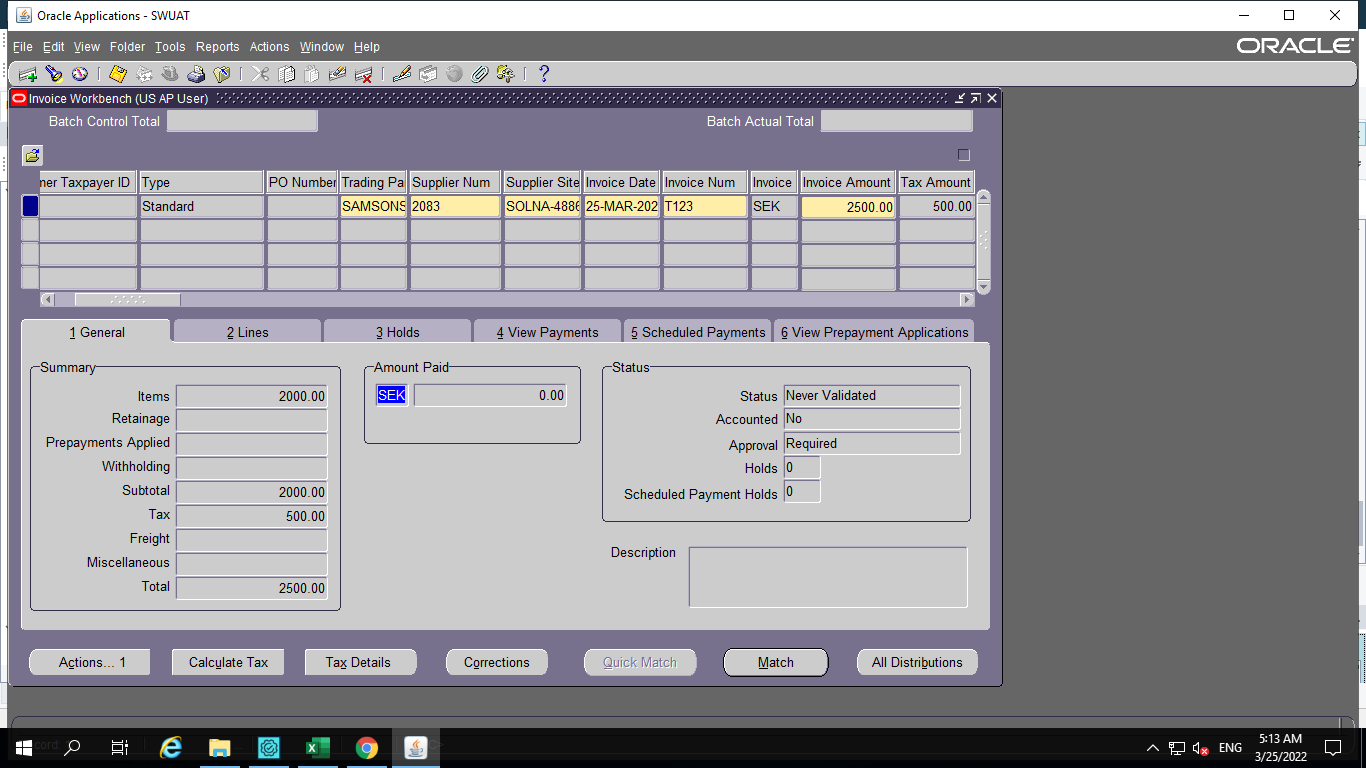 Oracle Applications - SWUAT
File Edit View Folder Tools Reports Actions Window Help
ORACLE
Invoice Workbench (US AP User)
Batch Control Total
Batch Actual Total
ner Taxpayer ID Type PO Number Trading Pa Supplier Num Supplier Site Invoice Date Invoice Num Invoice Invoice Amount Tax Amount
Standard SAMSONS 2083 SOLNA-4886 25-MAR-202 T123 SEK 2500.00 500.00
1 General 2 Lines 3 Holds 4 View Payments 5 Scheduled Payments 6 View Prepayment Applications
Summary
Items 2000.00
Retainage
Prepayments Applied
Withholding
Subtotal 2000.00
Tax 500.00
Freight
Miscellaneous
Total 2500.00
Amount Paid
SEK 0.00
Status
Status Never Validated
Accounted No
Approval Required
Holds 0
Scheduled Payment Holds 0
Description
Actions... 1 Calculate Tax Tax Details Corrections Quick Match Match All Distributions
ENG
5:13 AM
3/25/2022